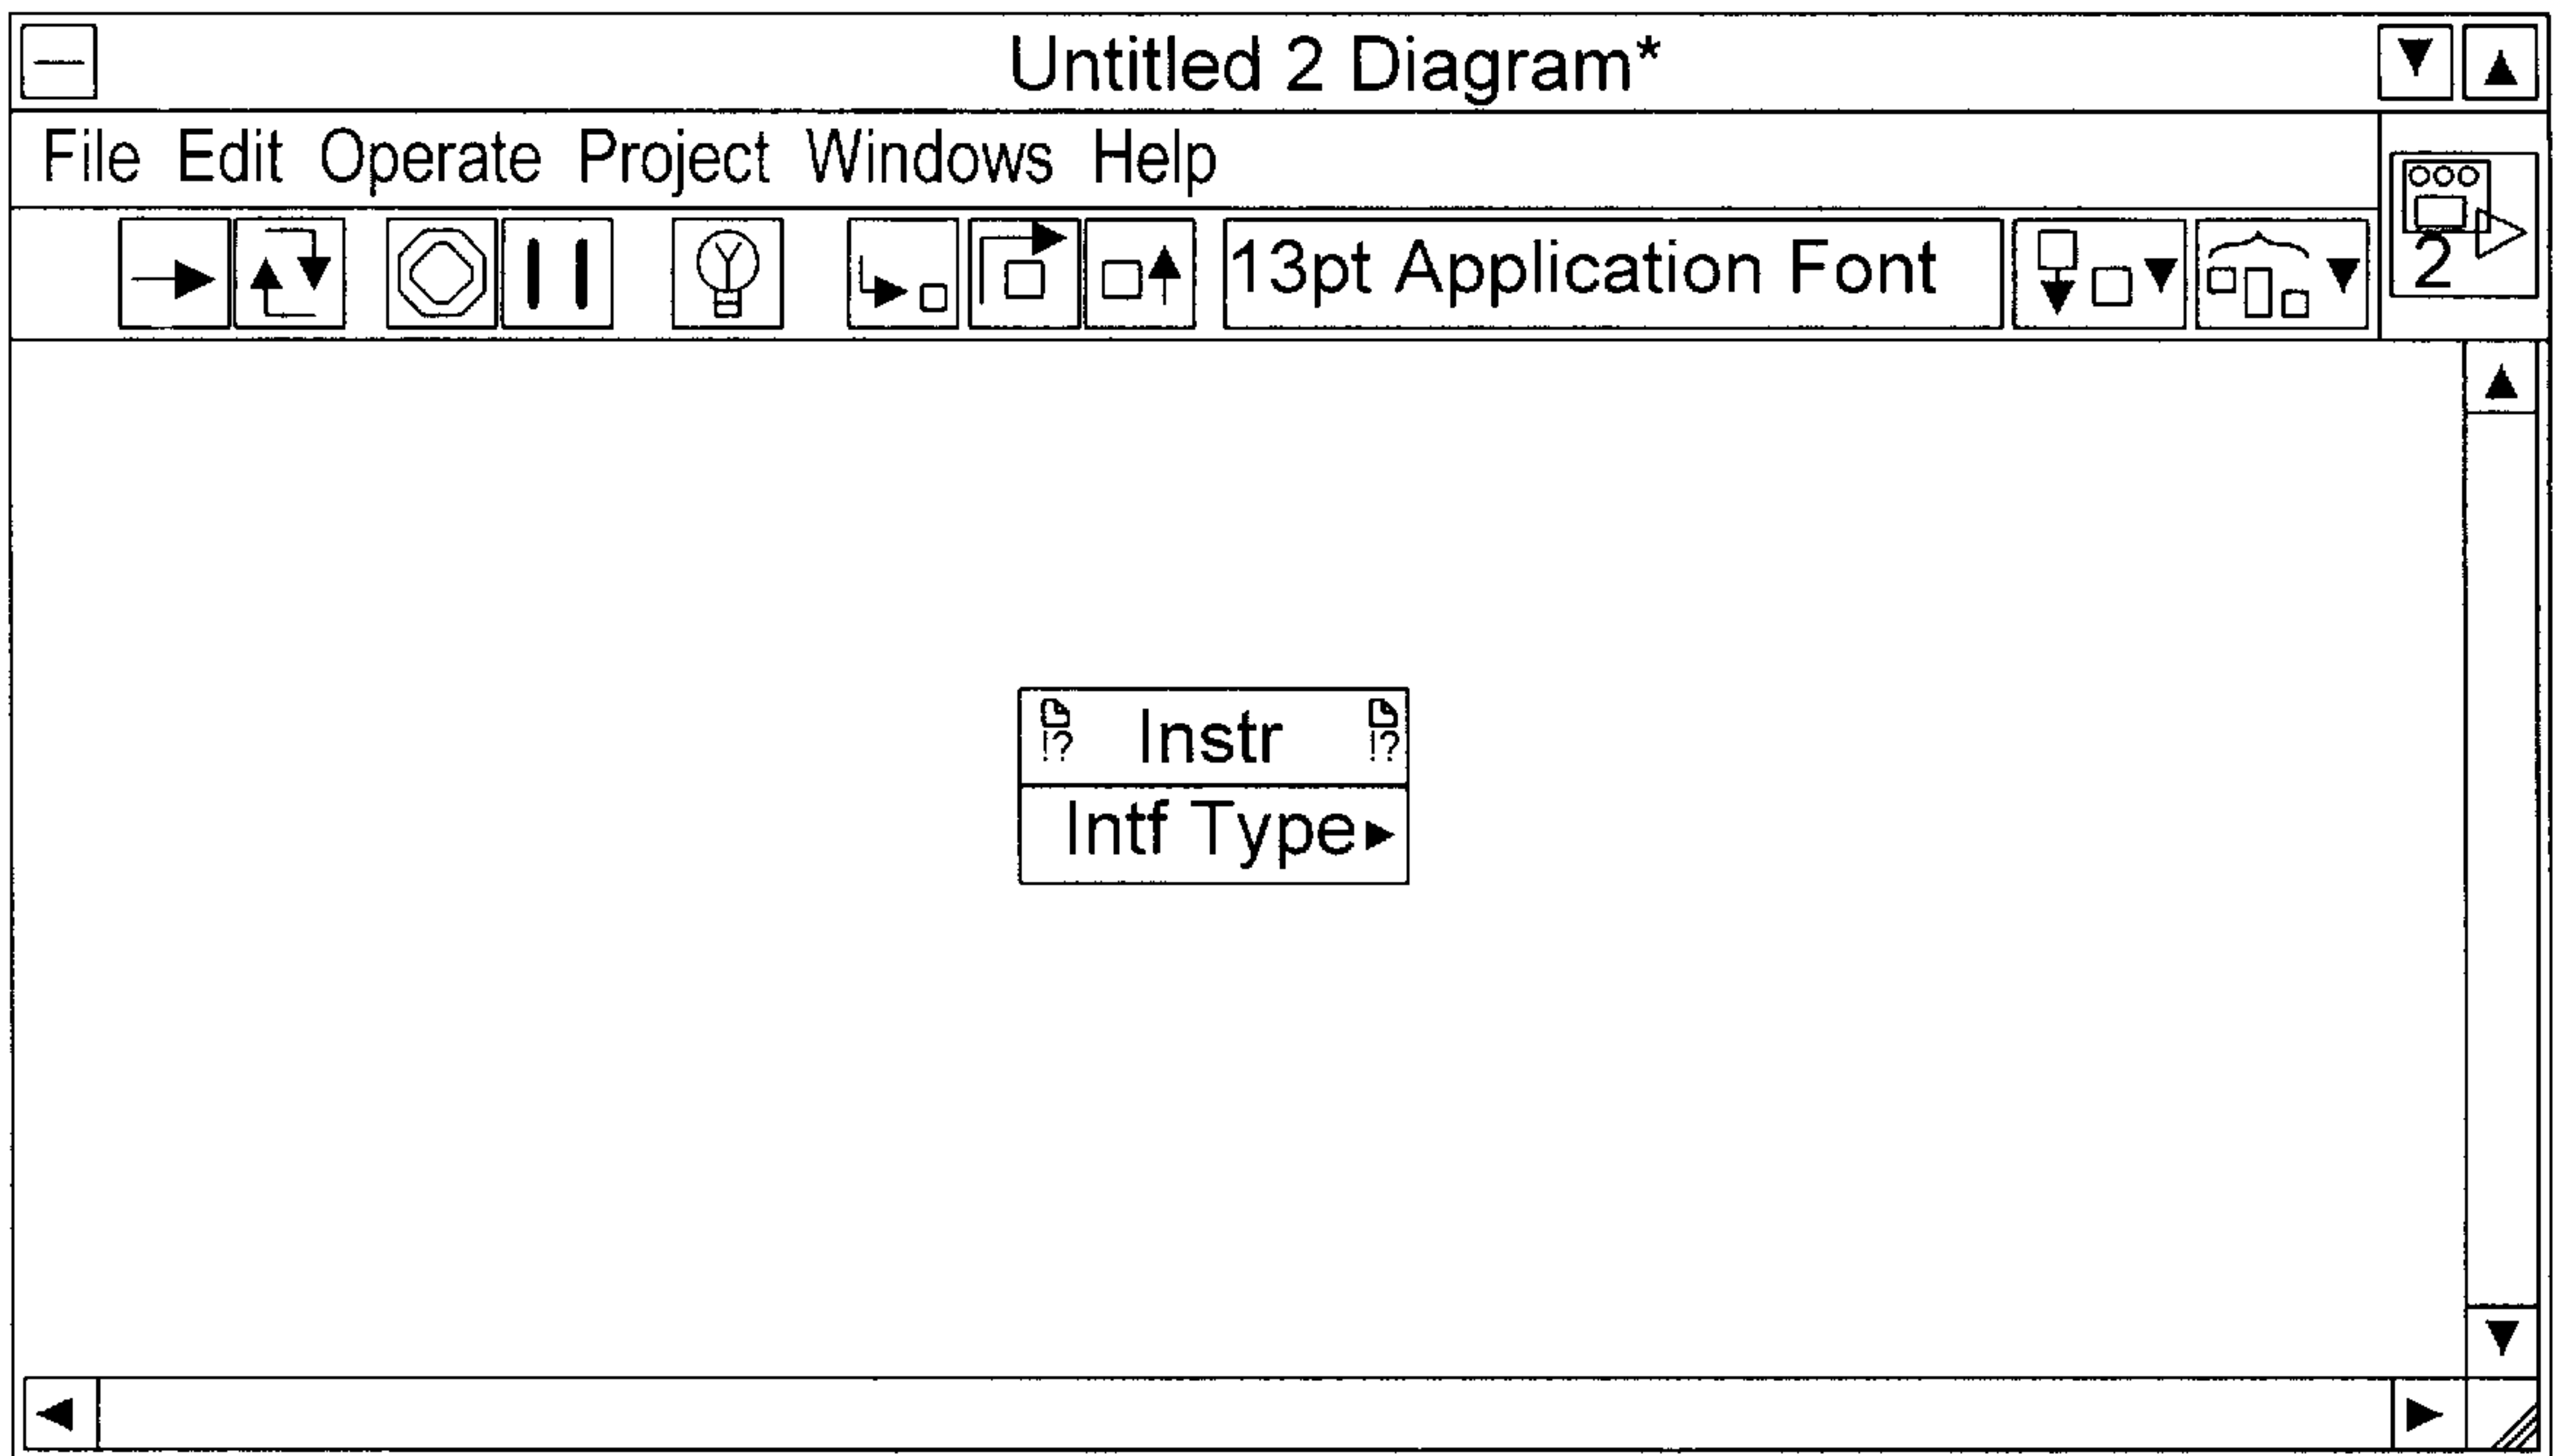 Untitled 2 Diagram*
File Edit Operate Project Windows Help
13pt Application Font
2
!? Instr !?
Intf Type